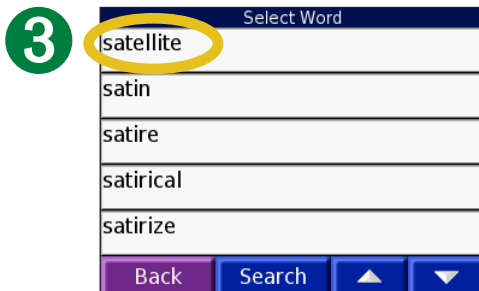 3
Select Word
satellite
satin
satire
satirical
satirize
Back Search